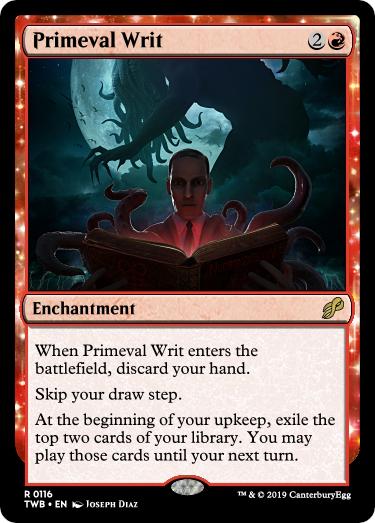 Primeval Writ 2
Enchantment
When Primeval Writ enters the
battlefield, discard your hand.
Skip your draw step.
At the beginning of your upkeep, exile the
top two cards of your library. You may
play those cards until your next turn.
R 0116
TWB • EN Joseph Diaz
™ & © 2019 CanterburyEgg